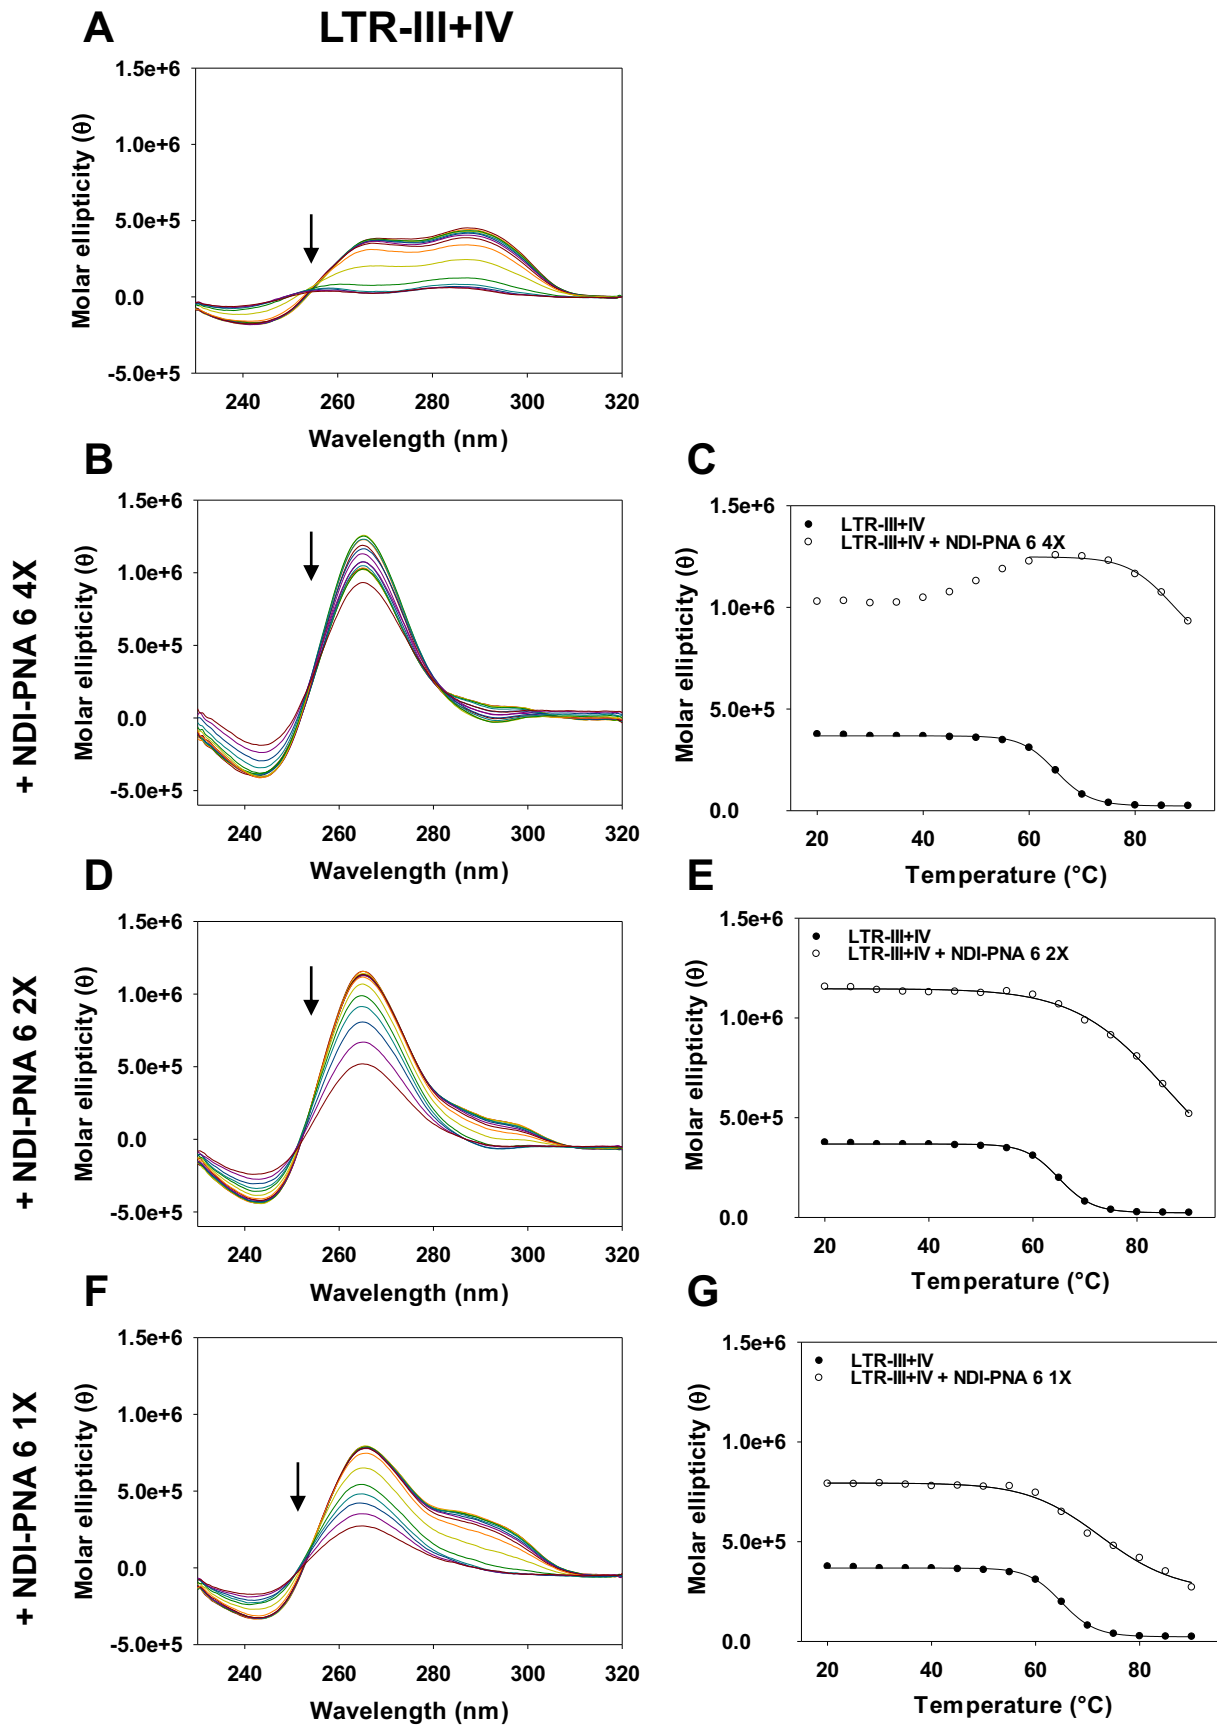 A
LTR-III+IV
1.5e+6
1.0e+6
5.0e+5
0.0
-5.0e+5
Molar ellipticity (θ)
240 260 280 300 320
Wavelength (nm)
B
+ NDI-PNA 6 4X
1.5e+6
1.0e+6
5.0e+5
0.0
-5.0e+5
Molar ellipticity (θ)
240 260 280 300 320
Wavelength (nm)
C
1.5e+6
1.0e+6
5.0e+5
0.0
Molar ellipticity (θ)
LTR-III+IV
LTR-III+IV + NDI-PNA 6 4X
20 40 60 80
Temperature (°C)
D
+ NDI-PNA 6 2X
1.5e+6
1.0e+6
5.0e+5
0.0
-5.0e+5
Molar ellipticity (θ)
240 260 280 300 320
Wavelength (nm)
E
1.5e+6
1.0e+6
5.0e+5
0.0
Molar ellipticity (θ)
LTR-III+IV
LTR-III+IV + NDI-PNA 6 2X
20 40 60 80
Temperature (°C)
F
+ NDI-PNA 6 1X
1.5e+6
1.0e+6
5.0e+5
0.0
-5.0e+5
Molar ellipticity (θ)
240 260 280 300 320
Wavelength (nm)
G
1.5e+6
1.0e+6
5.0e+5
0.0
Molar ellipticity (θ)
LTR-III+IV
LTR-III+IV + NDI-PNA 6 1X
20 40 60 80
Temperature (°C)